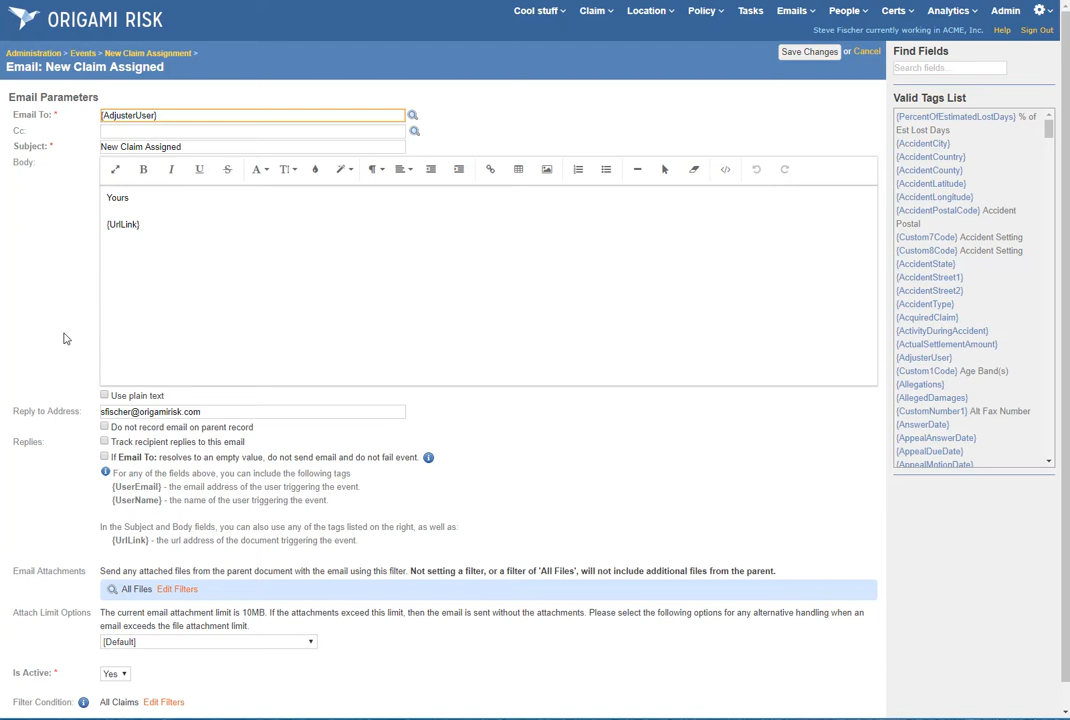 ORIGAMI RISK
Cool stuff Claim Location Policy Tasks Emails People Certs Analytics Admin
Steve Fischer currently working in ACME, Inc. Help Sign Out
Administration > Events > New Claim Assignment >
Email: New Claim Assigned
Save Changes or Cancel
Find Fields
Search fields...
Email Parameters
Email To: * {AdjusterUser}
Cc:
Subject: * New Claim Assigned
Body:
B I U S A T
Yours
{UrlLink}
Use plain text
Reply to Address: sfischer@origamirisk.com
Do not record email on parent record
Replies: Track recipient replies to this email
If Email To: resolves to an empty value, do not send email and do not fail event.
For any of the fields above, you can include the following tags
{UserEmail} - the email address of the user triggering the event.
{UserName} - the name of the user triggering the event.
In the Subject and Body fields, you can also use any of the tags listed on the right, as well as:
{UrlLink} - the url address of the document triggering the event.
Email Attachments Send any attached files from the parent document with the email using this filter. Not setting a filter, or a filter of 'All Files', will not include additional files from the parent.
All Files Edit Filters
Attach Limit Options The current email attachment limit is 10MB. If the attachments exceed this limit, then the email is sent without the attachments. Please select the following options for any alternative handling when an
email exceeds the file attachment limit.
[Default]
Is Active: * Yes
Filter Condition: All Claims Edit Filters
Valid Tags List
{PercentOfEstimatedLostDays} % of
Est Lost Days
{AccidentCity}
{AccidentCountry}
{AccidentCounty}
{AccidentLatitude}
{AccidentLongitude}
{AccidentPostalCode} Accident
Postal
{Custom7Code} Accident Setting
{Custom8Code} Accident Setting
{AccidentState}
{AccidentStreet1}
{AccidentStreet2}
{AccidentType}
{AcquiredClaim}
{ActivityDuringAccident}
{ActualSettlementAmount}
{AdjusterUser}
{Custom1Code} Age Band(s)
{Allegations}
{AllegedDamages}
{CustomNumber1} Alt Fax Number
{AnswerDate}
{AppealAnswerDate}
{AppealDueDate}
{AppealMotionDate}